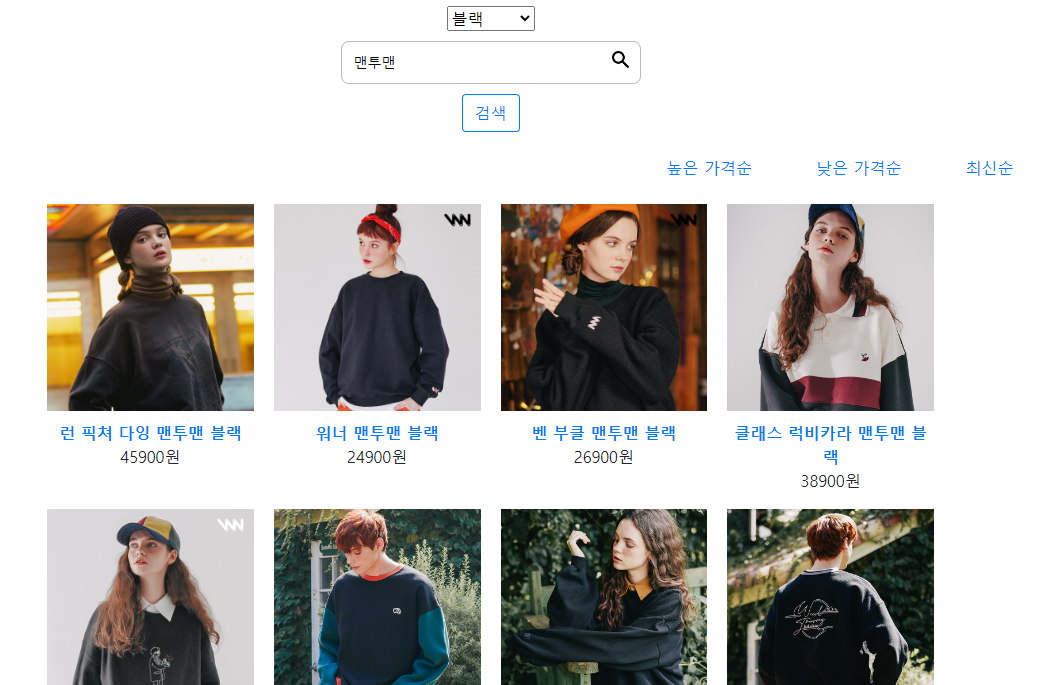 블랙
맨투맨
검색
높은 가격순 낮은 가격순 최신순
런 픽쳐 다잉 맨투맨 블랙
45900원
워너 맨투맨 블랙
24900원
벤 부클 맨투맨 블랙
26900원
클래스 럭비카라 맨투맨 블
랙
38900원